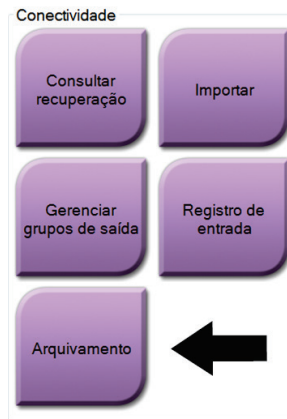 Conectividade
Consultar
recuperação
Importar
Gerenciar
grupos de saída
Registro de
entrada
Arquivamento